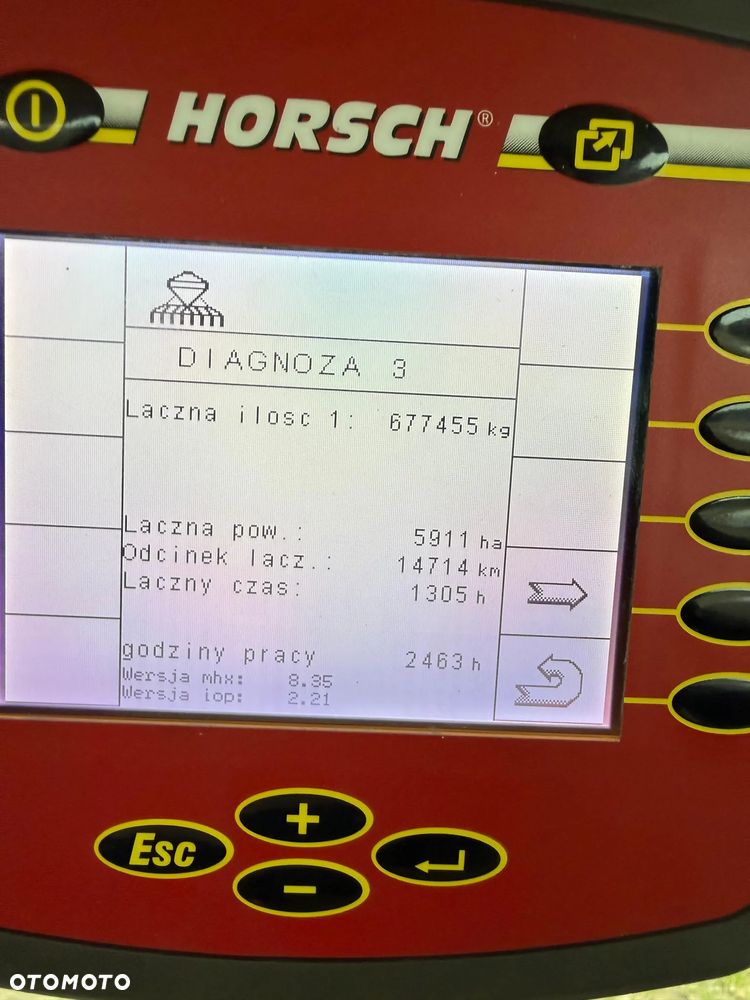 HORSCH®
DIAGNOZA 3
Laczna ilosc 1: 677455 kg
Laczna pow.: 5911 ha
Odcinek lacz.: 14714 km
Laczny czas: 1305 h
godziny pracy 2463 h
Wersja mhx: 8.35
Wersja iop: 2.21
+
Esc
-
OTOMOTO